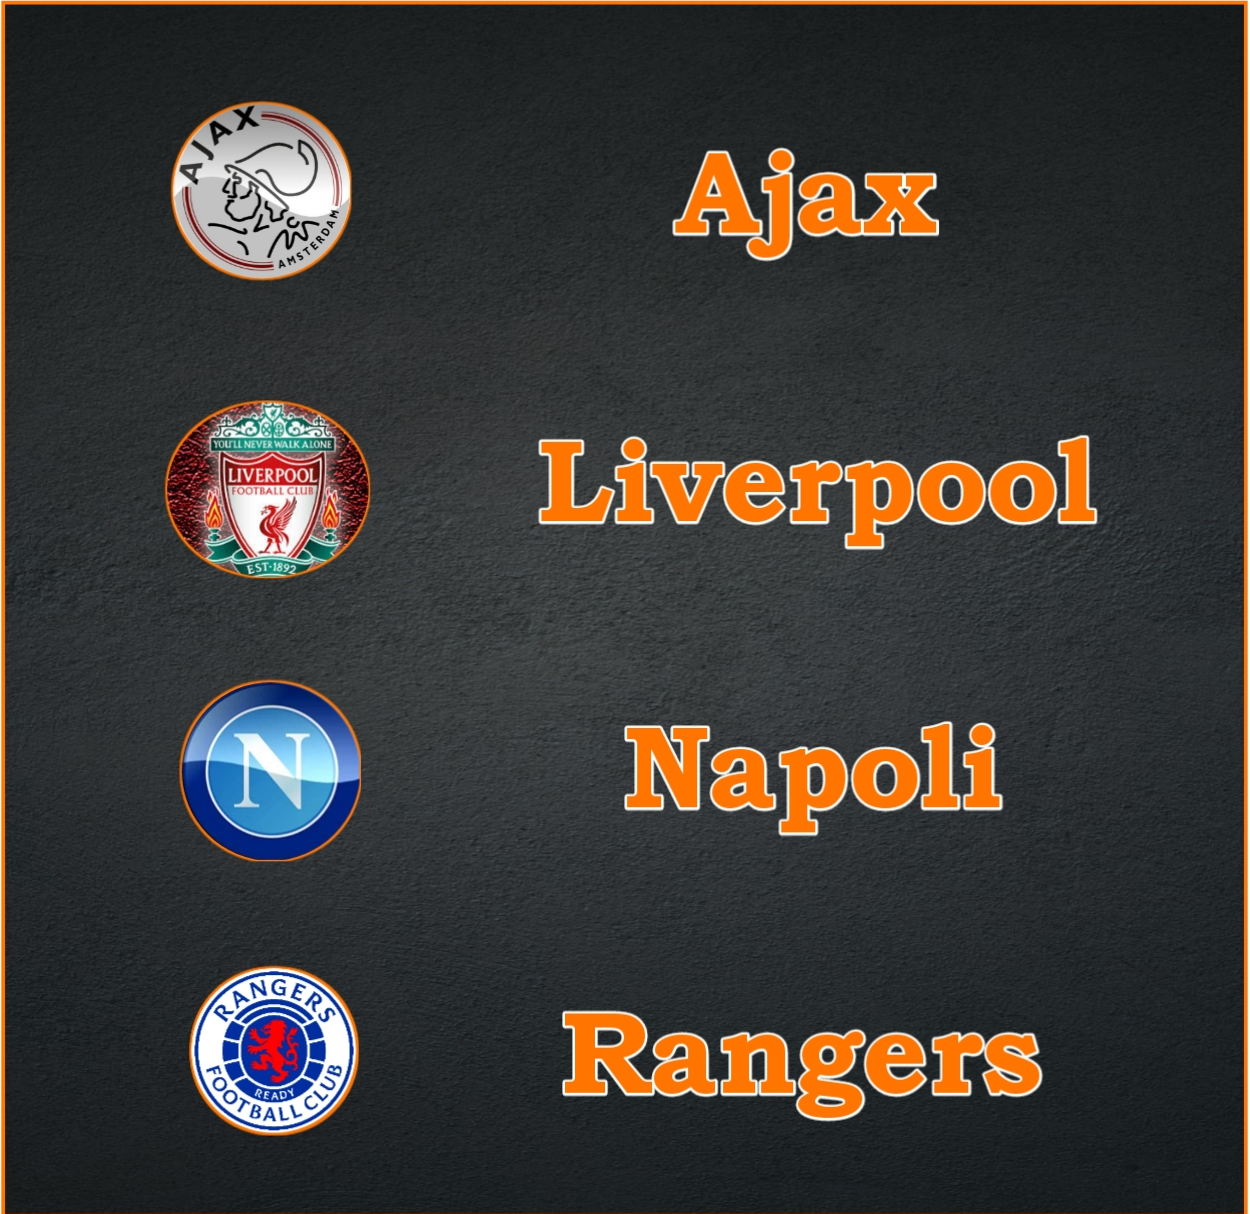 AJAX
AMSTERDAM
Ajax
YOU'LL NEVER WALK ALONE
LIVERPOOL
FOOTBALL CLUB
EST·1892
Liverpool
N
Napoli
RANGERS
READY
FOOTBALL CLUB
Rangers